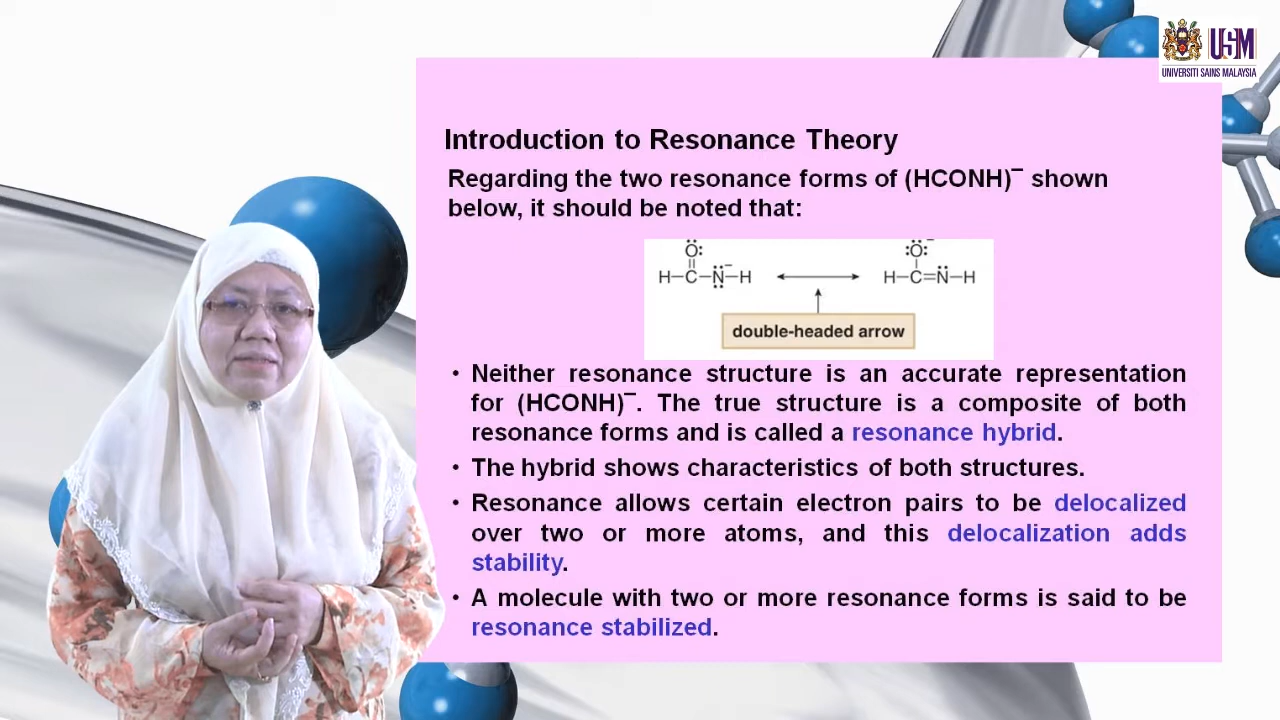 USM
UNIVERSITI SAINS MALAYSIA
Introduction to Resonance Theory
Regarding the two resonance forms of (HCONH)⁻ shown
below, it should be noted that:
Ö: :Ö:⁻
H–C–N̈⁻–H H–C=N̈–H
double-headed arrow
• Neither resonance structure is an accurate representation
for (HCONH)⁻. The true structure is a composite of both
resonance forms and is called a resonance hybrid.
• The hybrid shows characteristics of both structures.
• Resonance allows certain electron pairs to be delocalized
over two or more atoms, and this delocalization adds
stability.
• A molecule with two or more resonance forms is said to be
resonance stabilized.